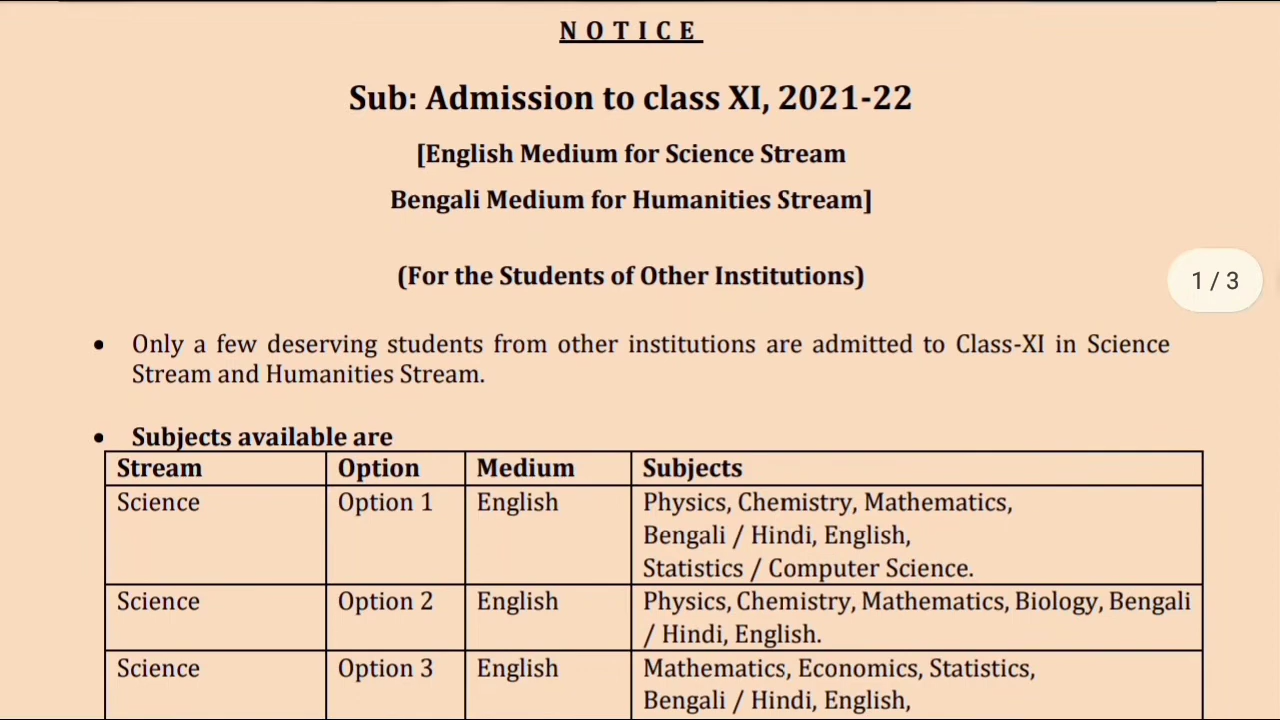 NOTICE
Sub: Admission to class XI, 2021-22
[English Medium for Science Stream
Bengali Medium for Humanities Stream]
(For the Students of Other Institutions)
1 / 3
• Only a few deserving students from other institutions are admitted to Class-XI in Science
Stream and Humanities Stream.
• Subjects available are
Stream Option Medium Subjects
Science Option 1 English Physics, Chemistry, Mathematics,
Bengali / Hindi, English,
Statistics / Computer Science.
Science Option 2 English Physics, Chemistry, Mathematics, Biology, Bengali
/ Hindi, English.
Science Option 3 English Mathematics, Economics, Statistics,
Bengali / Hindi, English,